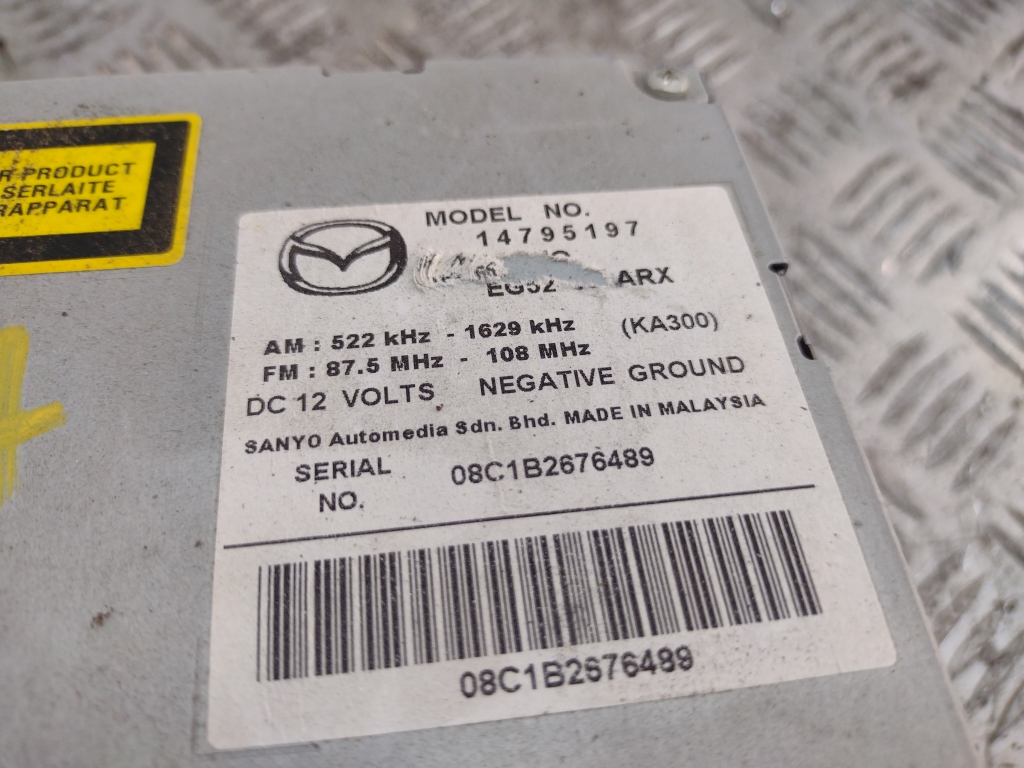 R PRODUCT
SERLAITE
RAPPARAT
MODEL NO.
14795197
ARX
AM : 522 kHz - 1629 kHz (KA300)
FM : 87.5 MHz - 108 MHz
DC 12 VOLTS NEGATIVE GROUND
SANYO Automedia Sdn. Bhd. MADE IN MALAYSIA
SERIAL
NO.
08C1B2676489
08C1B2676489